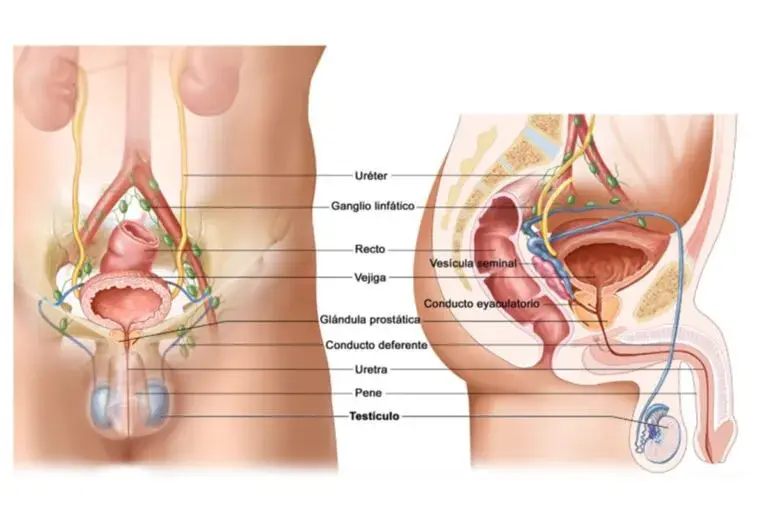 Uréter
Ganglio linfático
Recto
Vesícula seminal
Vejiga
Conducto eyaculatorio
Glándula prostática
Conducto deferente
Uretra
Pene
Testículo